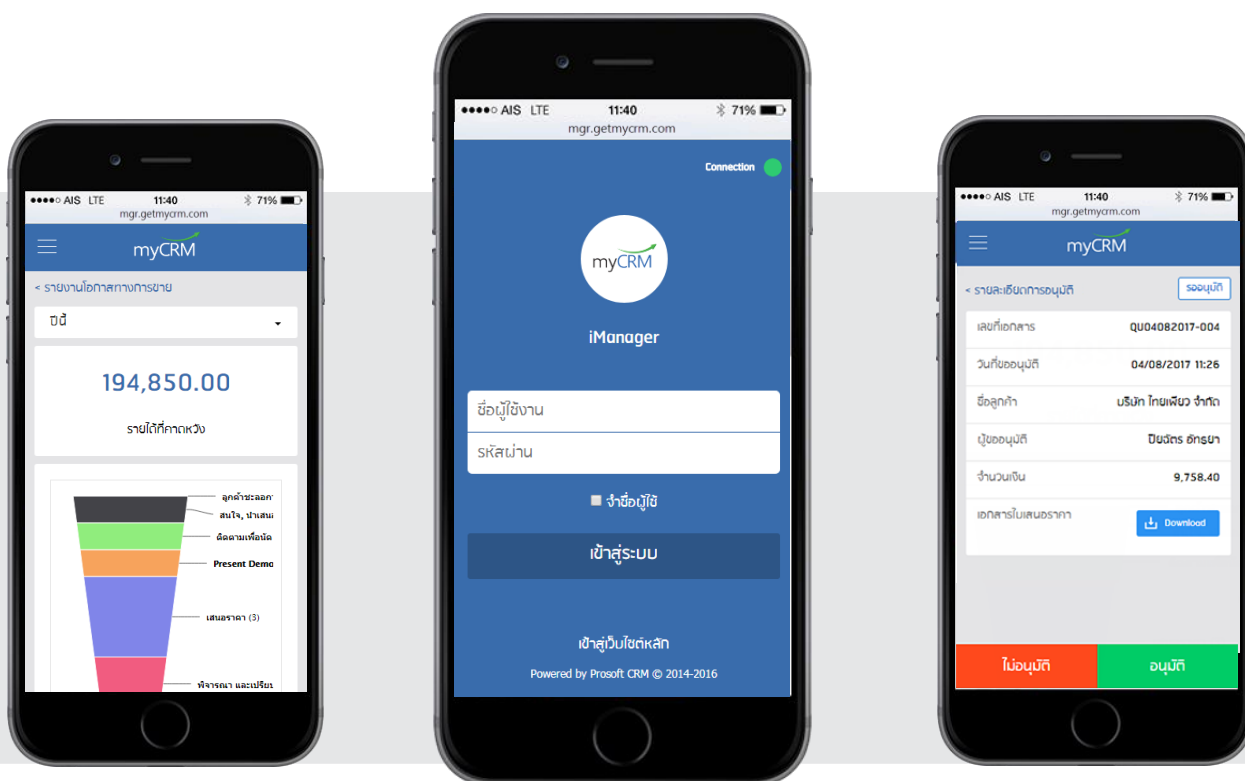 ●●●●○ AIS LTE 11:40 71%
mgr.getmycrm.com
myCRM
< รายงานโอกาสทางการขาย
ปีนี้
194,850.00
รายได้ที่คาดหวัง
ลูกค้าชะลอก
สนใจ, นำเสนอ
ติดตามเพื่อนัด
Present Demo
เสนอราคา (3)
พิจารณา และเปรียบ
●●●●○ AIS LTE 11:40 71%
mgr.getmycrm.com
Connection
myCRM
iManager
ชื่อผู้ใช้งาน
รหัสผ่าน
จำชื่อผู้ใช้
เข้าสู่ระบบ
เข้าสู่เว็บไซต์หลัก
Powered by Prosoft CRM © 2014-2016
●●●●○ AIS LTE 11:40 71%
mgr.getmycrm.com
myCRM
< รายละเอียดการอนุมัติ รออนุมัติ
เลขที่เอกสาร QU04082017-004
วันที่ขออนุมัติ 04/08/2017 11:26
ชื่อลูกค้า บริษัท ไทยเพียว จำกัด
ผู้ขออนุมัติ ปิยฉัตร อัทธยา
จำนวนเงิน 9,758.40
เอกสารใบเสนอราคา Download
ไม่อนุมัติ อนุมัติ